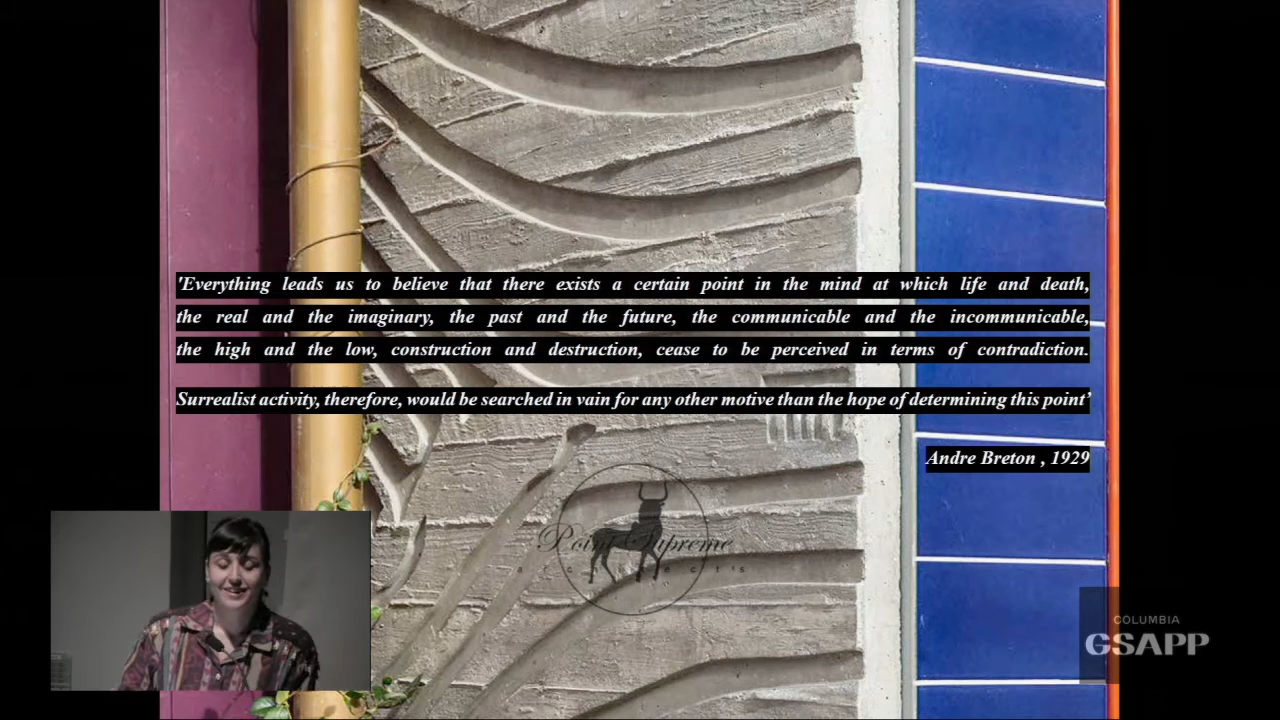 'Everything leads us to believe that there exists a certain point in the mind at which life and death,
the real and the imaginary, the past and the future, the communicable and the incommunicable,
the high and the low, construction and destruction, cease to be perceived in terms of contradiction.
Surrealist activity, therefore, would be searched in vain for any other motive than the hope of determining this point’
Andre Breton , 1929
Point Supreme
architects
COLUMBIA
GSAPP